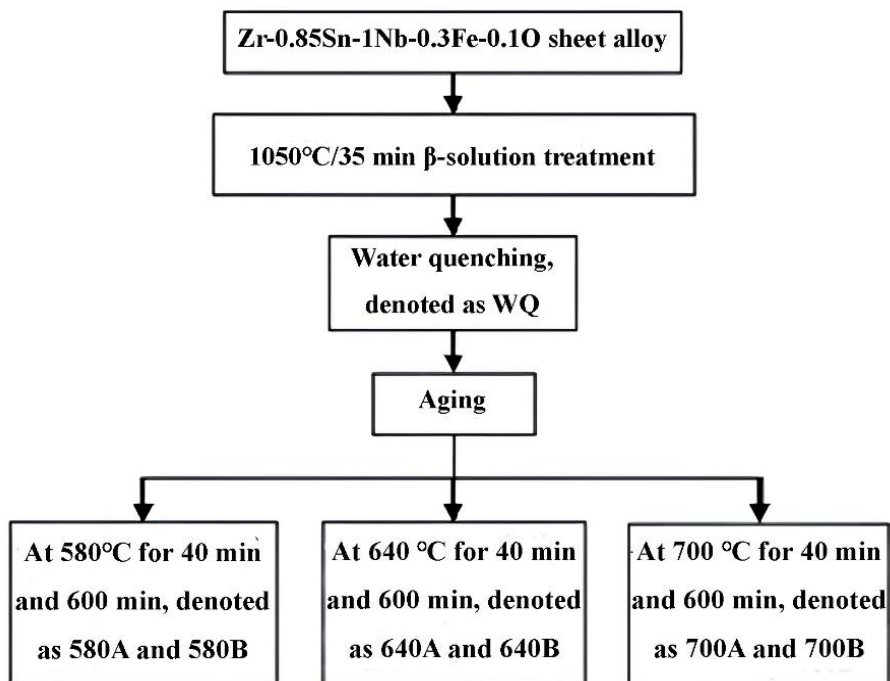 Zr-0.85Sn-1Nb-0.3Fe-0.1O sheet alloy
1050℃/35 min β-solution treatment
Water quenching,
denoted as WQ
Aging
At 580℃ for 40 min
and 600 min, denoted
as 580A and 580B
At 640 ℃ for 40 min
and 600 min, denoted
as 640A and 640B
At 700 ℃ for 40 min
and 600 min, denoted
as 700A and 700B